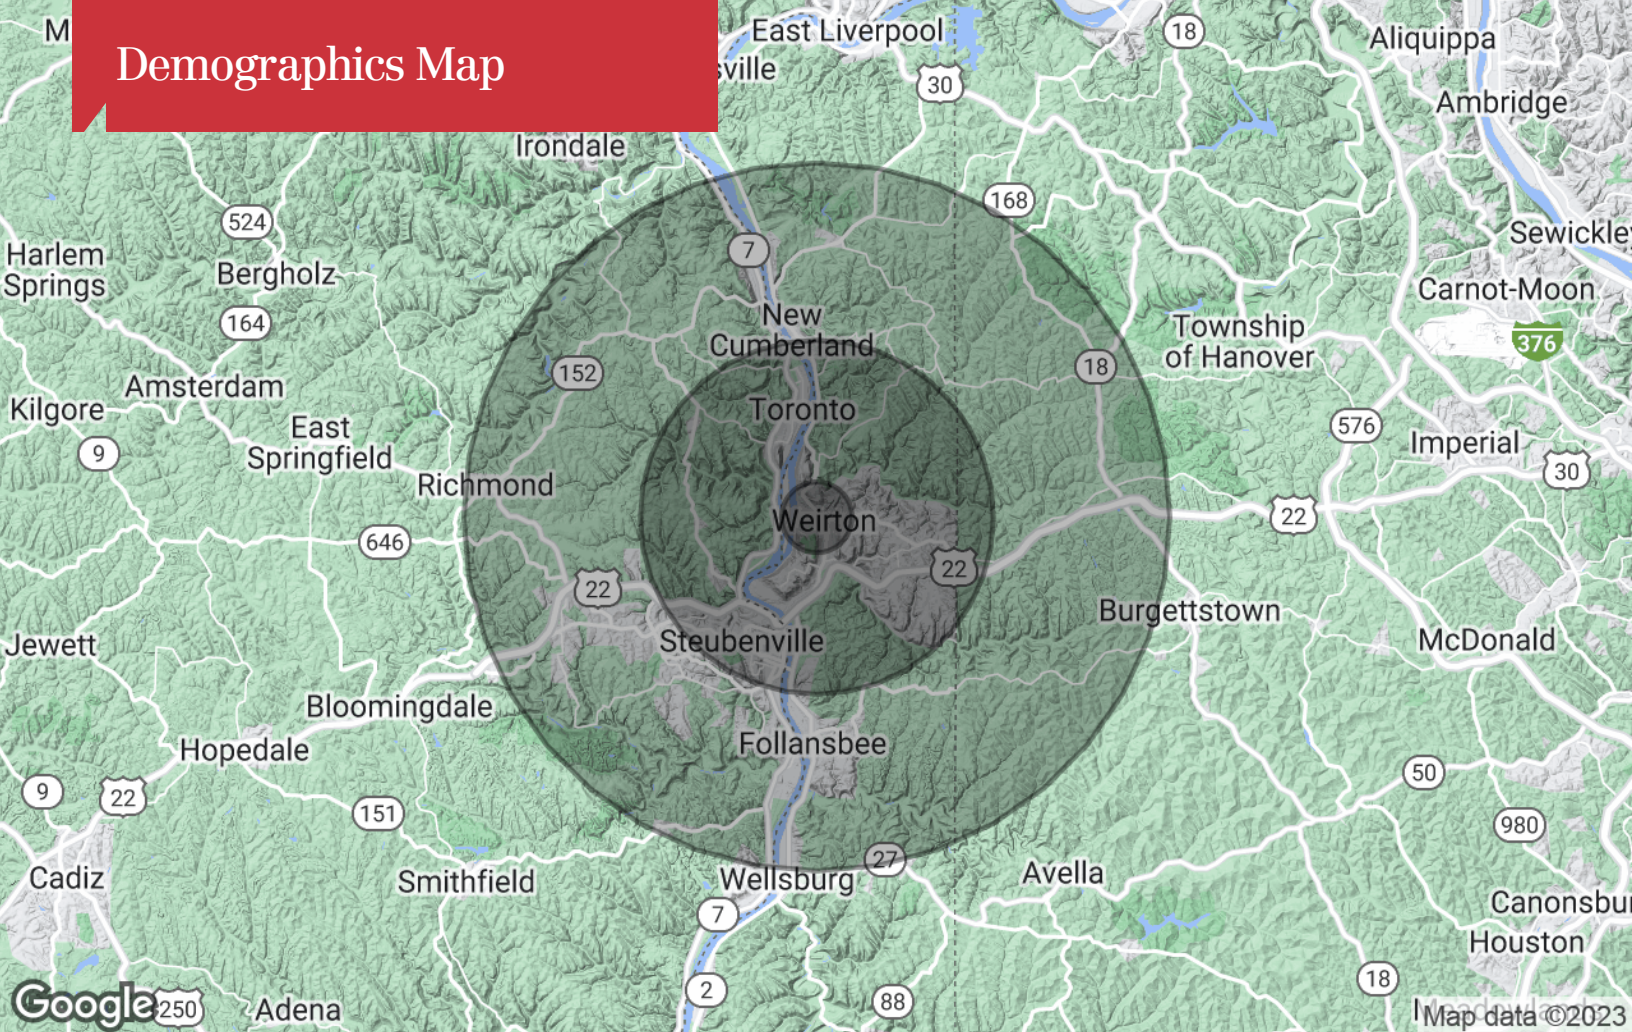 Demographics Map
East Liverpool
18
Aliquippa
30
Ambridge
Irondale
168
524
7
Harlem
Springs
Bergholz
Carnot-Moon
New
Cumberland
164
Township
of Hanover
376
152
18
Amsterdam
Kilgore
Toronto
576
East
Springfield
Imperial
9
30
Richmond
Weirton
22
646
22
22
Burgettstown
Jewett
Steubenville
McDonald
Bloomingdale
Follansbee
Hopedale
50
9
22
151
980
27
Cadiz
Smithfield
Wellsburg
Avella
7
Houston
18
2
88
Google
250
Adena
Map data ©2023